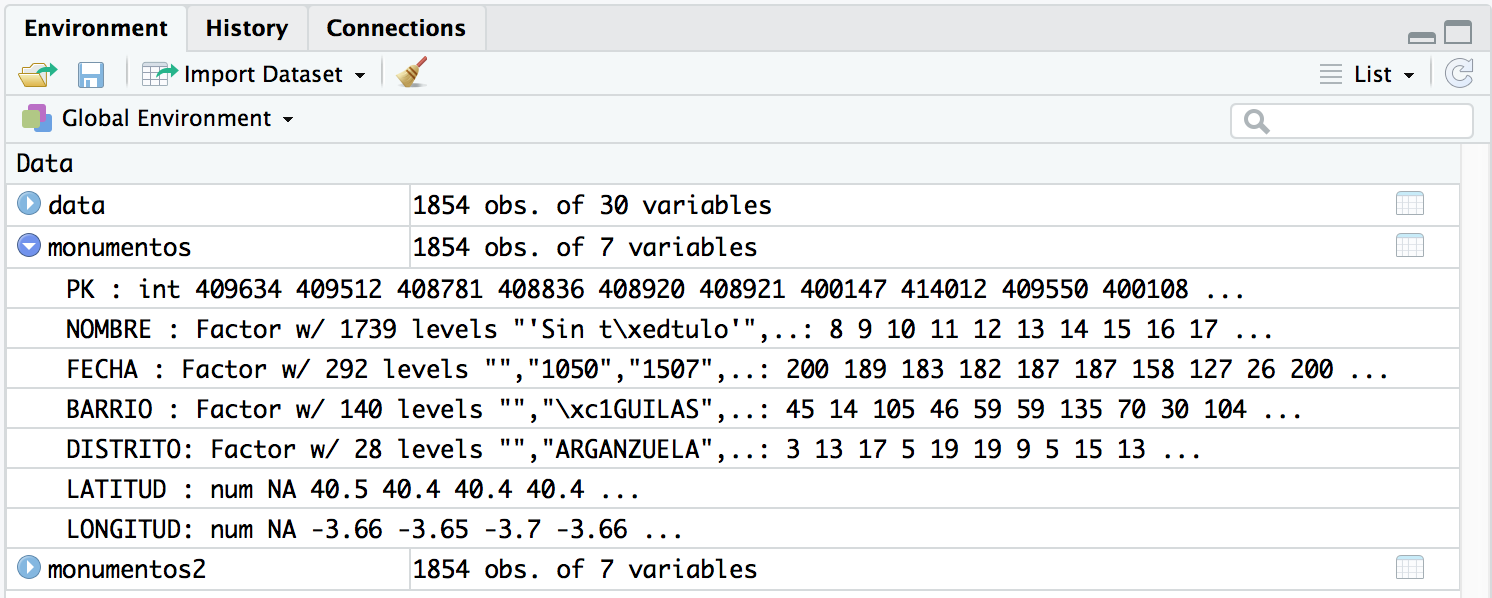 Environment History Connections
Import Dataset List
Global Environment
Data
data 1854 obs. of 30 variables
monumentos 1854 obs. of 7 variables
PK : int 409634 409512 408781 408836 408920 408921 400147 414012 409550 400108 ...
NOMBRE : Factor w/ 1739 levels "'Sin t\xedtulo'",..: 8 9 10 11 12 13 14 15 16 17 ...
FECHA : Factor w/ 292 levels "","1050","1507",..: 200 189 183 182 187 187 158 127 26 200 ...
BARRIO : Factor w/ 140 levels "","\xc1GUILAS",..: 45 14 105 46 59 59 135 70 30 104 ...
DISTRITO: Factor w/ 28 levels "","ARGANZUELA",..: 3 13 17 5 19 19 9 5 15 13 ...
LATITUD : num NA 40.5 40.4 40.4 40.4 ...
LONGITUD: num NA -3.66 -3.65 -3.7 -3.66 ...
monumentos2 1854 obs. of 7 variables